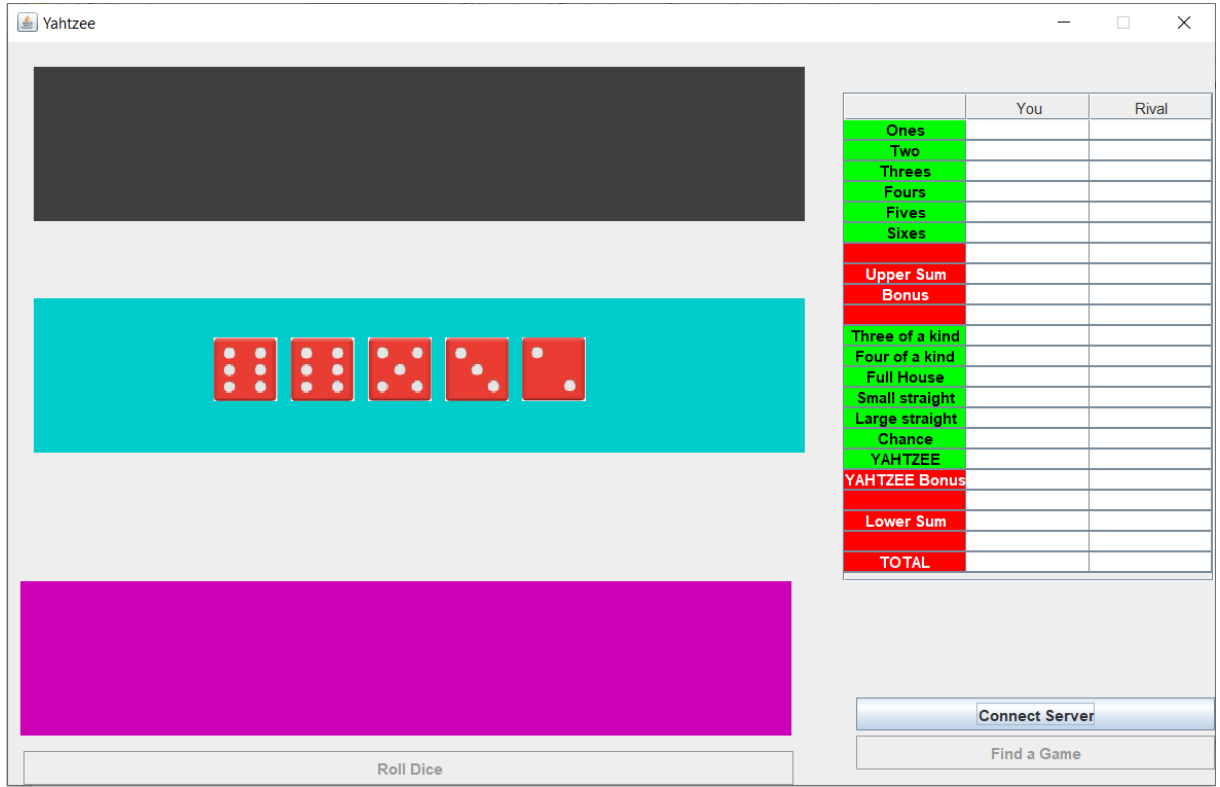 Yahtzee
You Rival
Ones
Two
Threes
Fours
Fives
Sixes
Upper Sum
Bonus
Three of a kind
Four of a kind
Full House
Small straight
Large straight
Chance
YAHTZEE
YAHTZEE Bonus
Lower Sum
TOTAL
Connect Server
Find a Game
Roll Dice